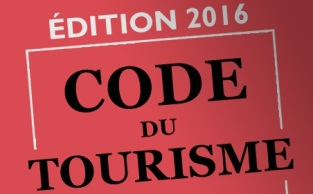 ÉDITION 2016
CODE
DU
TOURISME